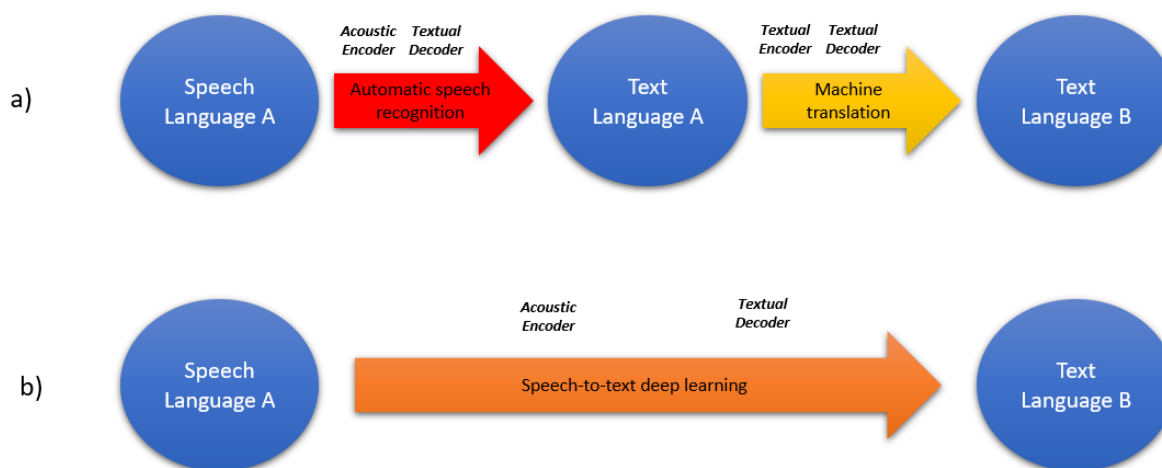 a)
Speech
Language A
Acoustic
Encoder
Textual
Decoder
Automatic speech
recognition
Text
Language A
Textual
Encoder
Textual
Decoder
Machine
translation
Text
Language B
b)
Speech
Language A
Acoustic
Encoder
Textual
Decoder
Speech-to-text deep learning
Text
Language B